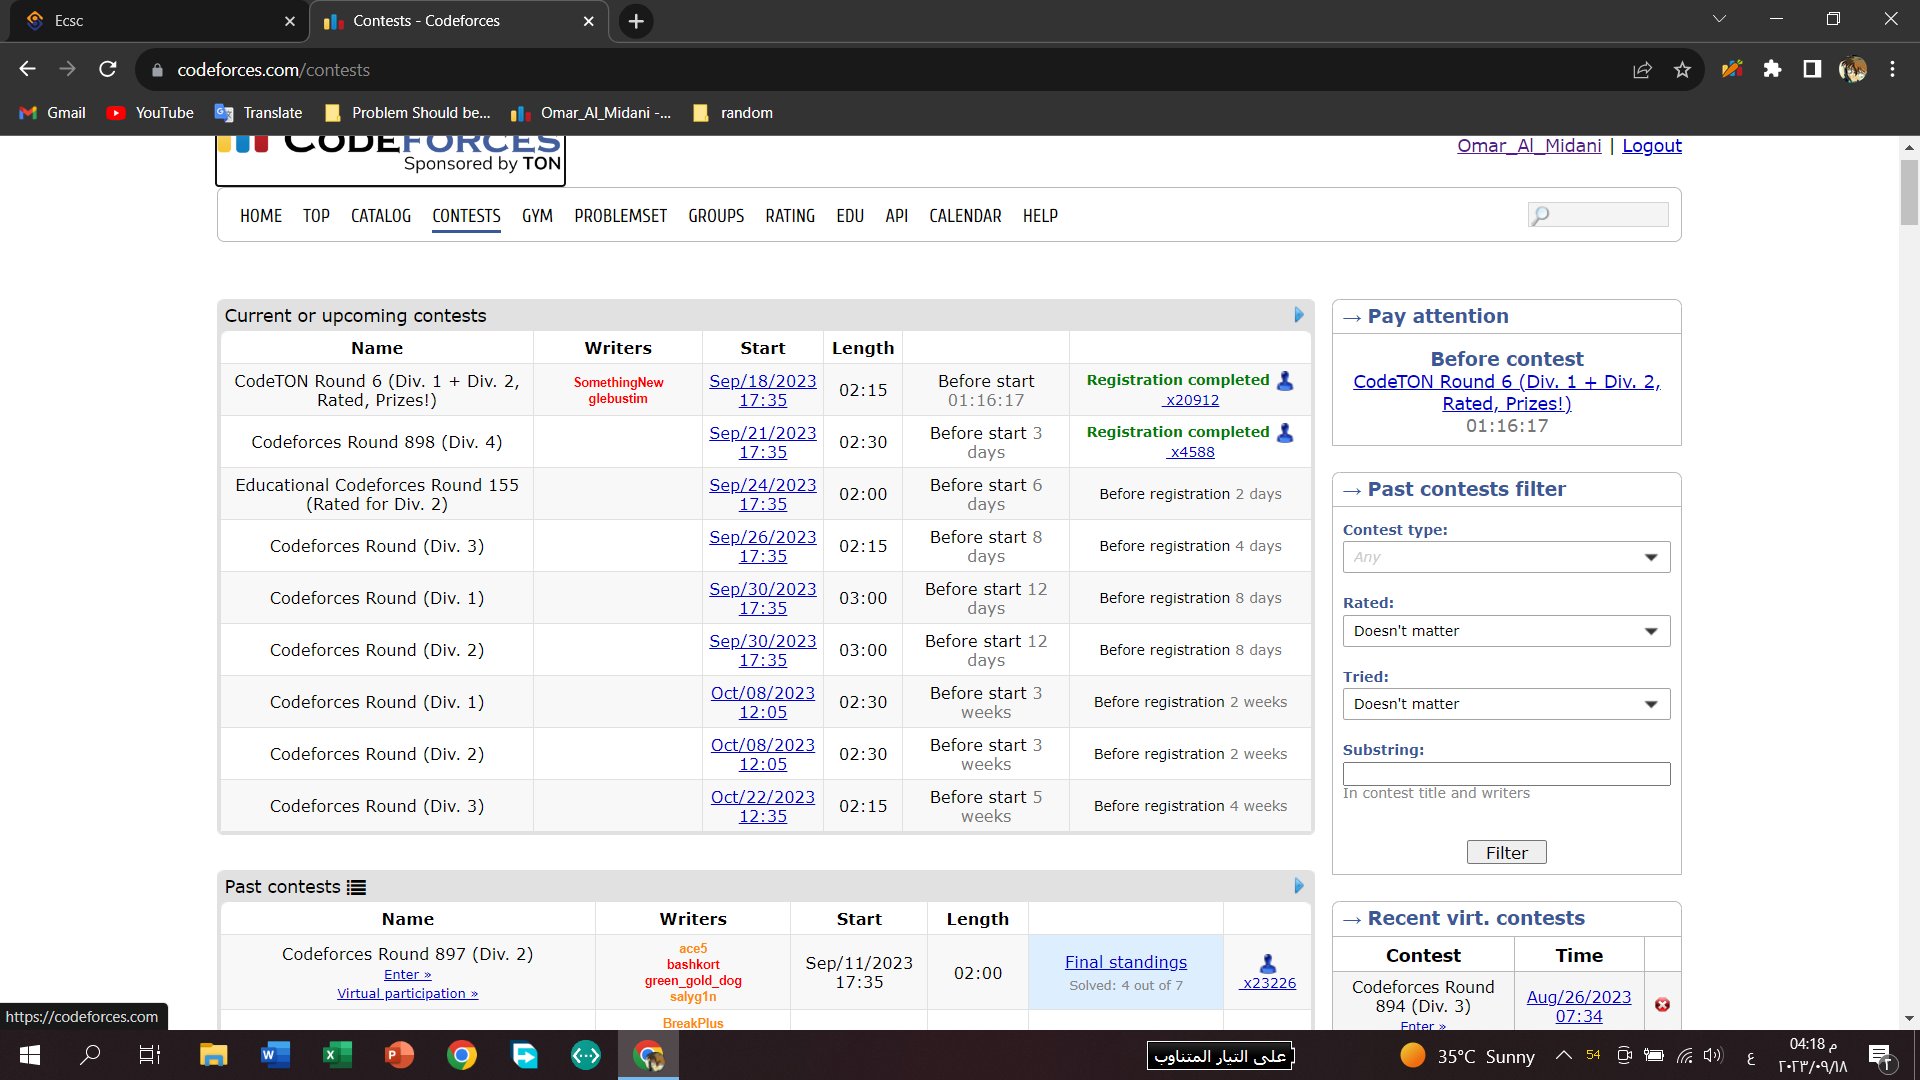 Ecsc
Contests - Codeforces
codeforces.com/contests
Gmail
YouTube
Translate
Problem Should be...
Omar_Al_Midani -...
random
CODEFORCES
Sponsored by TON
Omar_Al_Midani | Logout
HOME TOP CATALOG CONTESTS GYM PROBLEMSET GROUPS RATING EDU API CALENDAR HELP
Current or upcoming contests
Name Writers Start Length
CodeTON Round 6 (Div. 1 + Div. 2,
Rated, Prizes!)
SomethingNew
glebustim
Sep/18/2023
17:35
02:15
Before start
01:16:17
Registration completed
x20912
Codeforces Round 898 (Div. 4)
Sep/21/2023
17:35
02:30
Before start 3
days
Registration completed
x4588
Educational Codeforces Round 155
(Rated for Div. 2)
Sep/24/2023
17:35
02:00
Before start 6
days
Before registration 2 days
Codeforces Round (Div. 3)
Sep/26/2023
17:35
02:15
Before start 8
days
Before registration 4 days
Codeforces Round (Div. 1)
Sep/30/2023
17:35
03:00
Before start 12
days
Before registration 8 days
Codeforces Round (Div. 2)
Sep/30/2023
17:35
03:00
Before start 12
days
Before registration 8 days
Codeforces Round (Div. 1)
Oct/08/2023
12:05
02:30
Before start 3
weeks
Before registration 2 weeks
Codeforces Round (Div. 2)
Oct/08/2023
12:05
02:30
Before start 3
weeks
Before registration 2 weeks
Codeforces Round (Div. 3)
Oct/22/2023
12:35
02:15
Before start 5
weeks
Before registration 4 weeks
→ Pay attention
Before contest
CodeTON Round 6 (Div. 1 + Div. 2,
Rated, Prizes!)
01:16:17
→ Past contests filter
Contest type:
Any
Rated:
Doesn't matter
Tried:
Doesn't matter
Substring:
In contest title and writers
Filter
Past contests
Name Writers Start Length
Codeforces Round 897 (Div. 2)
Enter »
Virtual participation »
ace5
bashkort
green_gold_dog
salyg1n
Sep/11/2023
17:35
02:00
Final standings
Solved: 4 out of 7
x23226
BreakPlus
→ Recent virt. contests
Contest Time
Codeforces Round
894 (Div. 3)
Enter »
Aug/26/2023
07:34
https://codeforces.com
على التيار المتناوب
35°C Sunny
54
ع
04:18 م
٢٠٢٣/٠٩/١٨
٢